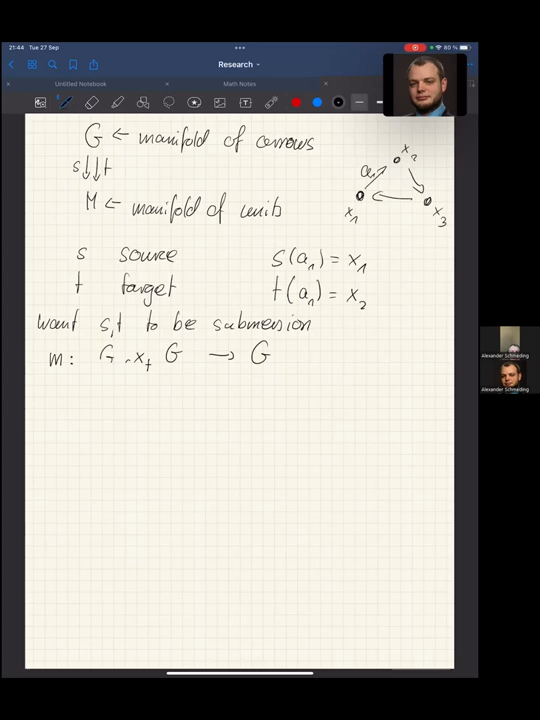 21:44 Tue 27 Sep
80 %
Research
Untitled Notebook
Math Notes
G ← manifold of arrows
s t
M ← manifold of units
a₁ x₂
x₁ x₃
s source s(a₁) = x₁
t target t(a₁) = x₂
want s,t to be submersion
m: G ×ₜ G → G
Alexander Schmeding
Alexander Schmeding